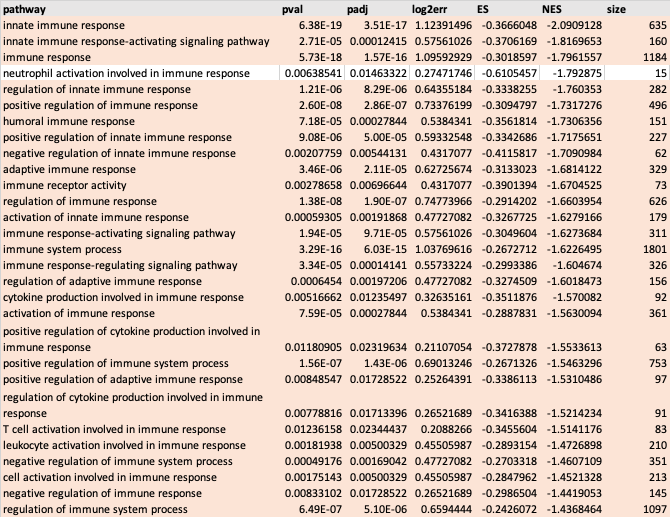 pathway pval padj log2err ES NES size
innate immune response 6.38E-19 3.51E-17 1.12391496 -0.3666048 -2.0909128 635
innate immune response-activating signaling pathway 2.71E-05 0.00012415 0.57561026 -0.3706169 -1.8169653 160
immune response 5.73E-18 1.57E-16 1.09592929 -0.3018597 -1.7961557 1184
neutrophil activation involved in immune response 0.00638541 0.01463322 0.27471746 -0.6105457 -1.792875 15
regulation of innate immune response 1.21E-06 8.29E-06 0.64355184 -0.3338255 -1.760353 282
positive regulation of immune response 2.60E-08 2.86E-07 0.73376199 -0.3094797 -1.7317276 496
humoral immune response 7.18E-05 0.00027844 0.5384341 -0.3561814 -1.7306356 151
positive regulation of innate immune response 9.08E-06 5.00E-05 0.59332548 -0.3342686 -1.7175651 227
negative regulation of innate immune response 0.00207759 0.00544131 0.4317077 -0.4115817 -1.7090984 62
adaptive immune response 3.46E-06 2.11E-05 0.62725674 -0.3133023 -1.6814122 329
immune receptor activity 0.00278658 0.00696644 0.4317077 -0.3901394 -1.6704525 73
regulation of immune response 1.38E-08 1.90E-07 0.74773966 -0.2914202 -1.6603954 626
activation of innate immune response 0.00059305 0.00191868 0.47727082 -0.3267725 -1.6279166 179
immune response-activating signaling pathway 1.94E-05 9.71E-05 0.57561026 -0.3049604 -1.6273684 311
immune system process 3.29E-16 6.03E-15 1.03769616 -0.2672712 -1.6226495 1801
immune response-regulating signaling pathway 3.34E-05 0.00014141 0.55733224 -0.2999386 -1.604674 326
regulation of adaptive immune response 0.0006454 0.00197206 0.47727082 -0.3274509 -1.6018473 156
cytokine production involved in immune response 0.00516662 0.01235497 0.32635161 -0.3511876 -1.570082 92
activation of immune response 7.59E-05 0.00027844 0.5384341 -0.2887831 -1.5630094 361
positive regulation of cytokine production involved in
immune response 0.01180905 0.02319634 0.21107054 -0.3727878 -1.5533613 63
positive regulation of immune system process 1.56E-07 1.43E-06 0.69013246 -0.2671326 -1.5463296 753
positive regulation of adaptive immune response 0.00848547 0.01728522 0.25264391 -0.3386113 -1.5310486 97
regulation of cytokine production involved in immune
response 0.00778816 0.01713396 0.26521689 -0.3416388 -1.5214234 91
T cell activation involved in immune response 0.01236158 0.02344437 0.2088266 -0.3455604 -1.5141176 83
leukocyte activation involved in immune response 0.00181938 0.00500329 0.45505987 -0.2893154 -1.4726898 210
negative regulation of immune system process 0.00049176 0.00169042 0.47727082 -0.2703318 -1.4607109 351
cell activation involved in immune response 0.00175143 0.00500329 0.45505987 -0.2847962 -1.4521328 213
negative regulation of immune response 0.00833102 0.01728522 0.26521689 -0.2986504 -1.4419053 145
regulation of immune system process 6.49E-07 5.10E-06 0.6594444 -0.2426072 -1.4368464 1097